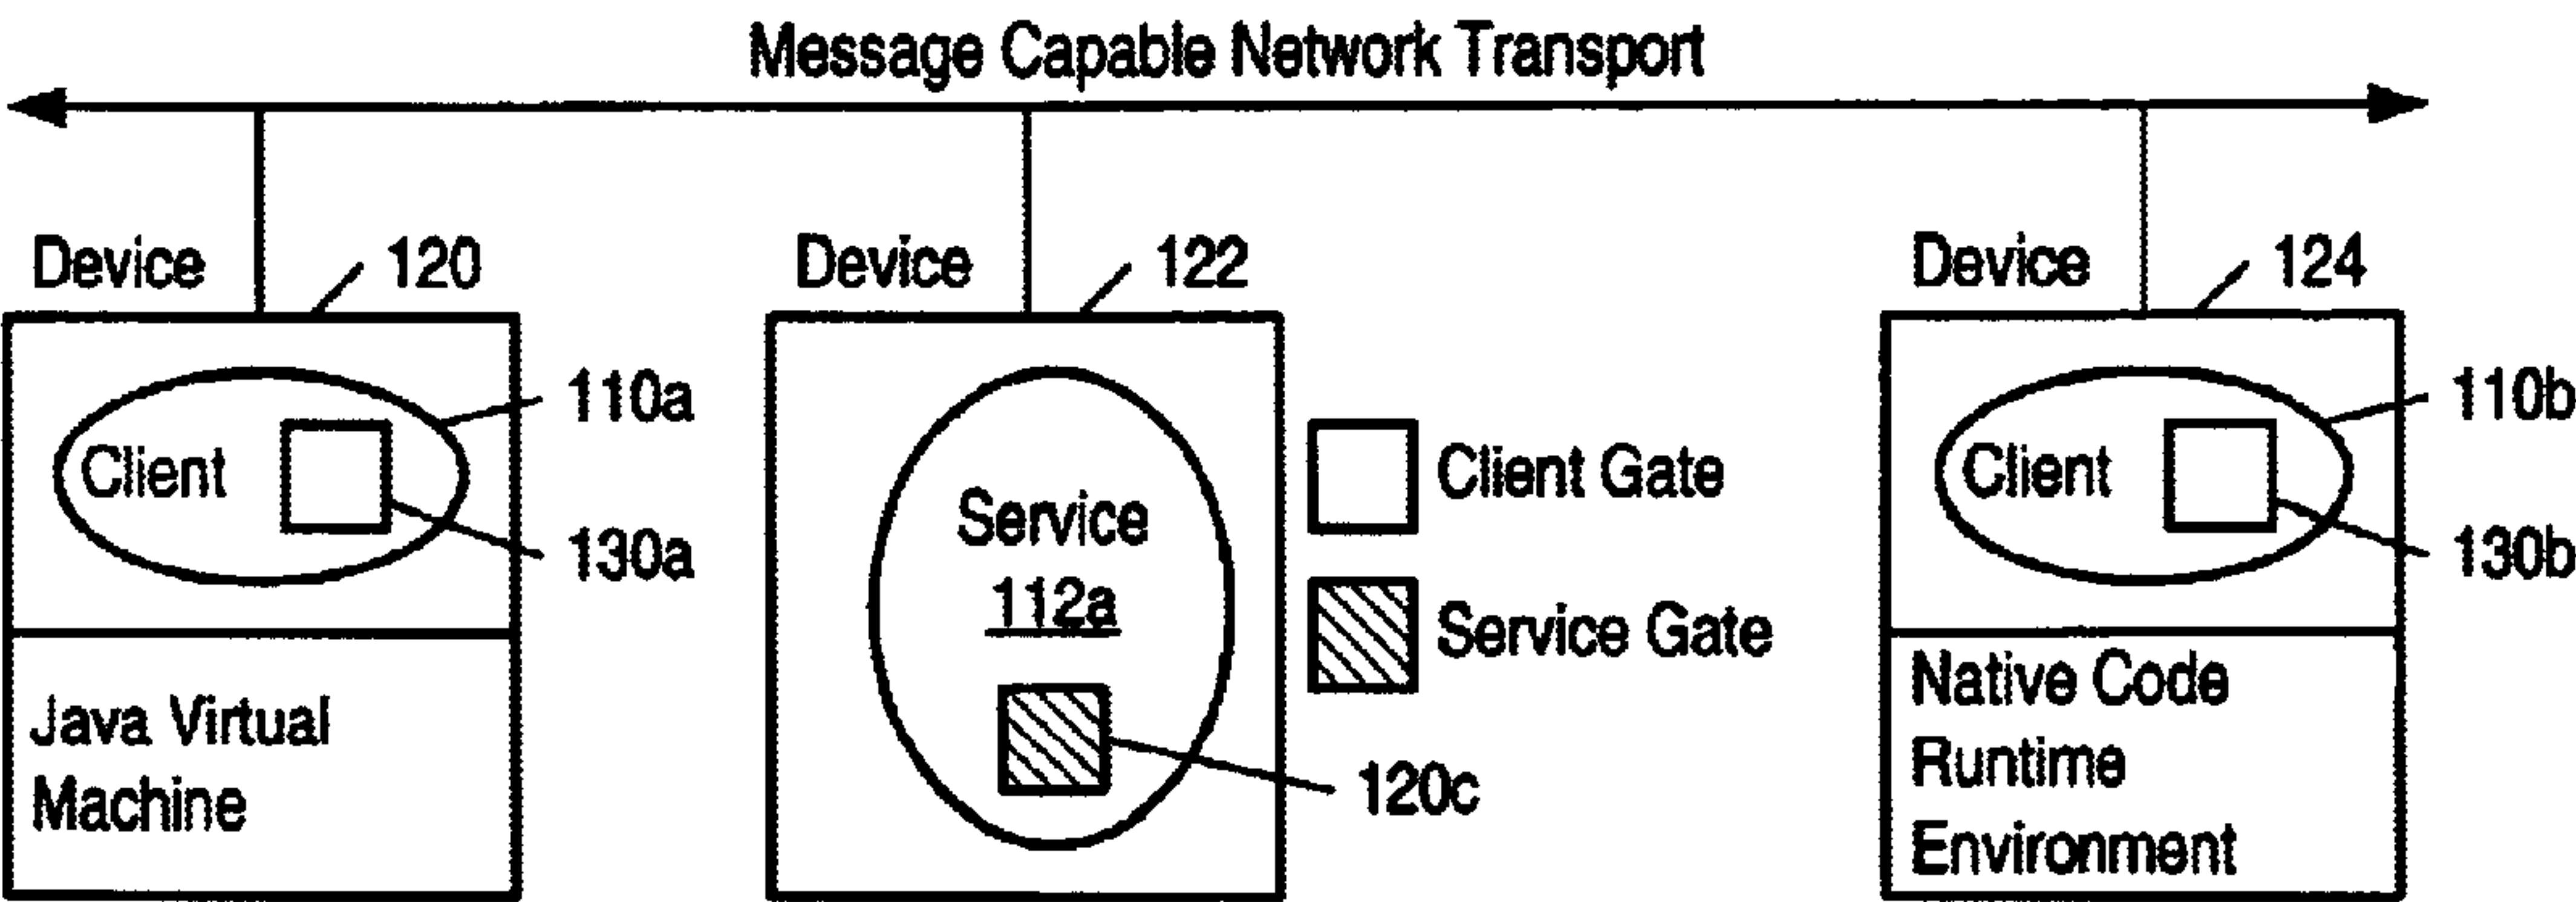 Message Capable Network Transport
Device 120
Device 122
Device 124
Client
110a
130a
Java Virtual
Machine
Service
112a
120c
Client Gate
Service Gate
Client
110b
130b
Native Code
Runtime
Environment